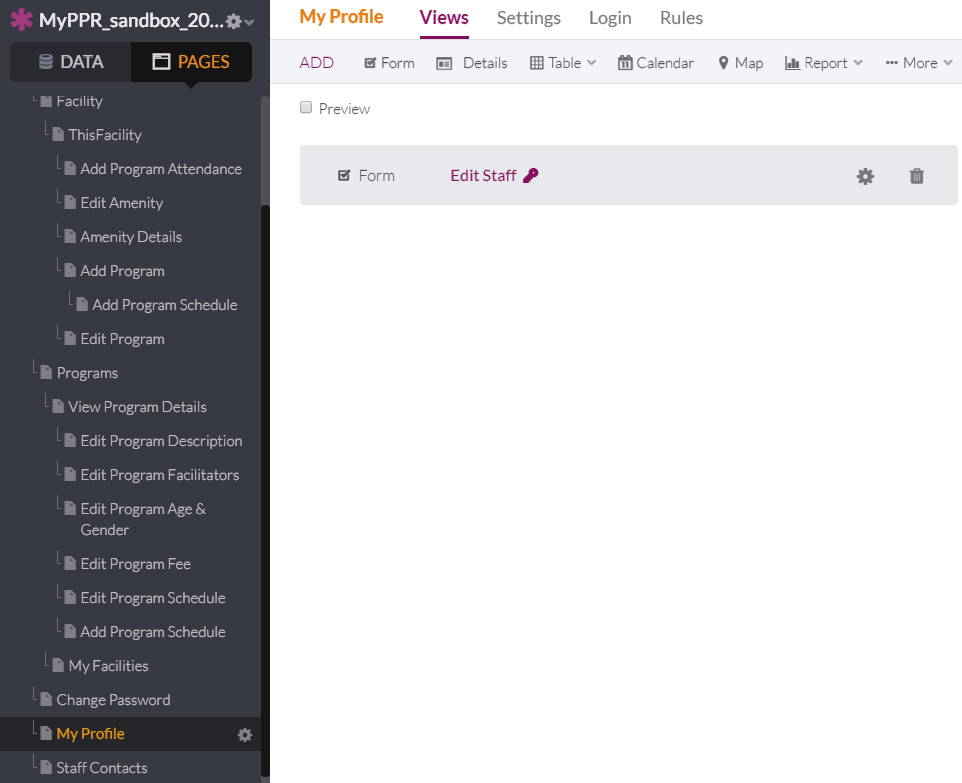 MyPPR_sandbox_20...
DATA
PAGES
Facility
ThisFacility
Add Program Attendance
Edit Amenity
Amenity Details
Add Program
Add Program Schedule
Edit Program
Programs
View Program Details
Edit Program Description
Edit Program Facilitators
Edit Program Age &
Gender
Edit Program Fee
Edit Program Schedule
Add Program Schedule
My Facilities
Change Password
My Profile
Staff Contacts
My Profile Views Settings Login Rules
ADD Form Details Table Calendar Map Report More
Preview
Form Edit Staff